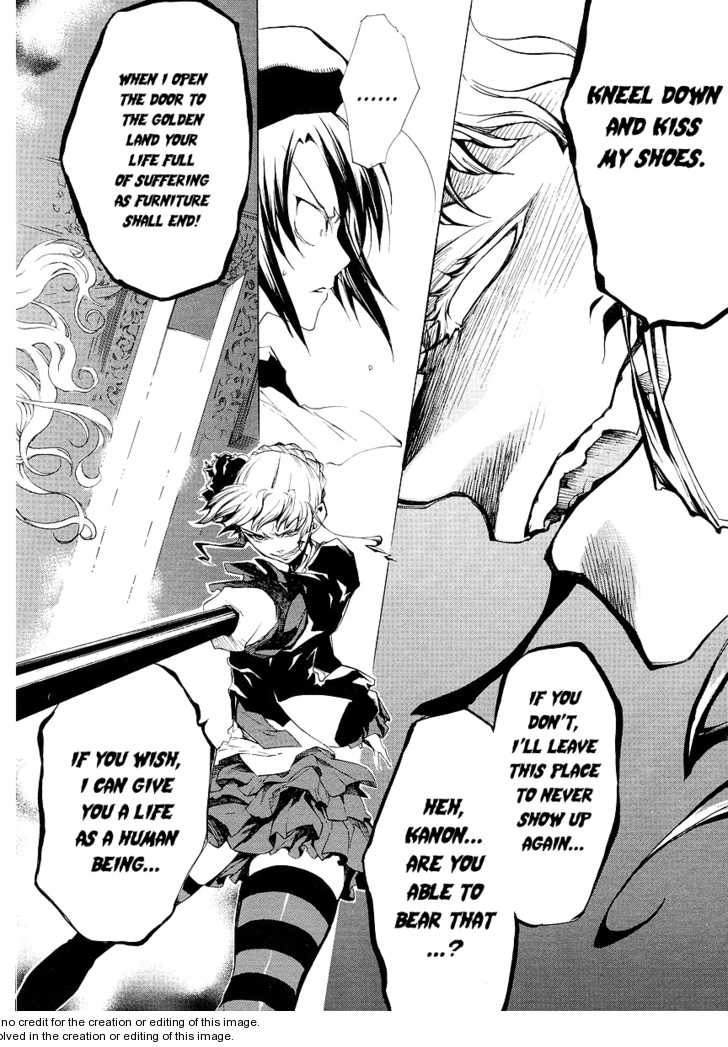 KNEEL DOWN
AND KISS
MY SHOES.
IF YOU
DON'T,
I'LL LEAVE
THIS PLACE
TO NEVER
SHOW UP
AGAIN...
HEH,
KANON...
ARE YOU
ABLE TO
BEAR THAT
...?
......
WHEN I OPEN
THE DOOR TO
THE GOLDEN
LAND YOUR
LIFE FULL
OF SUFFERING
AS FURNITURE
SHALL END!
IF YOU WISH,
I CAN GIVE
YOU A LIFE
AS A HUMAN
BEING...
no credit for the creation or editing of this image.
olved in the creation or editing of this image.